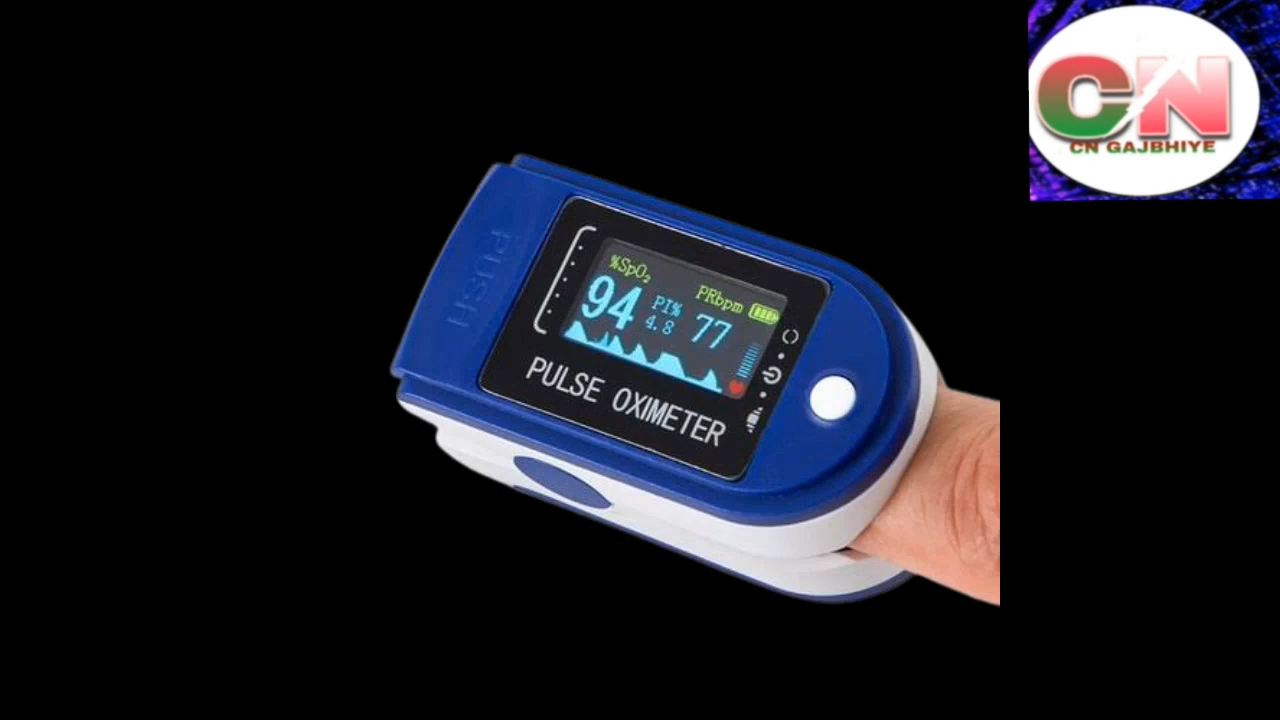 CN
CN GAJBHIYE
PUSH
%SpO₂
94
PI%
4.8
PRbpm
77
PULSE OXIMETER